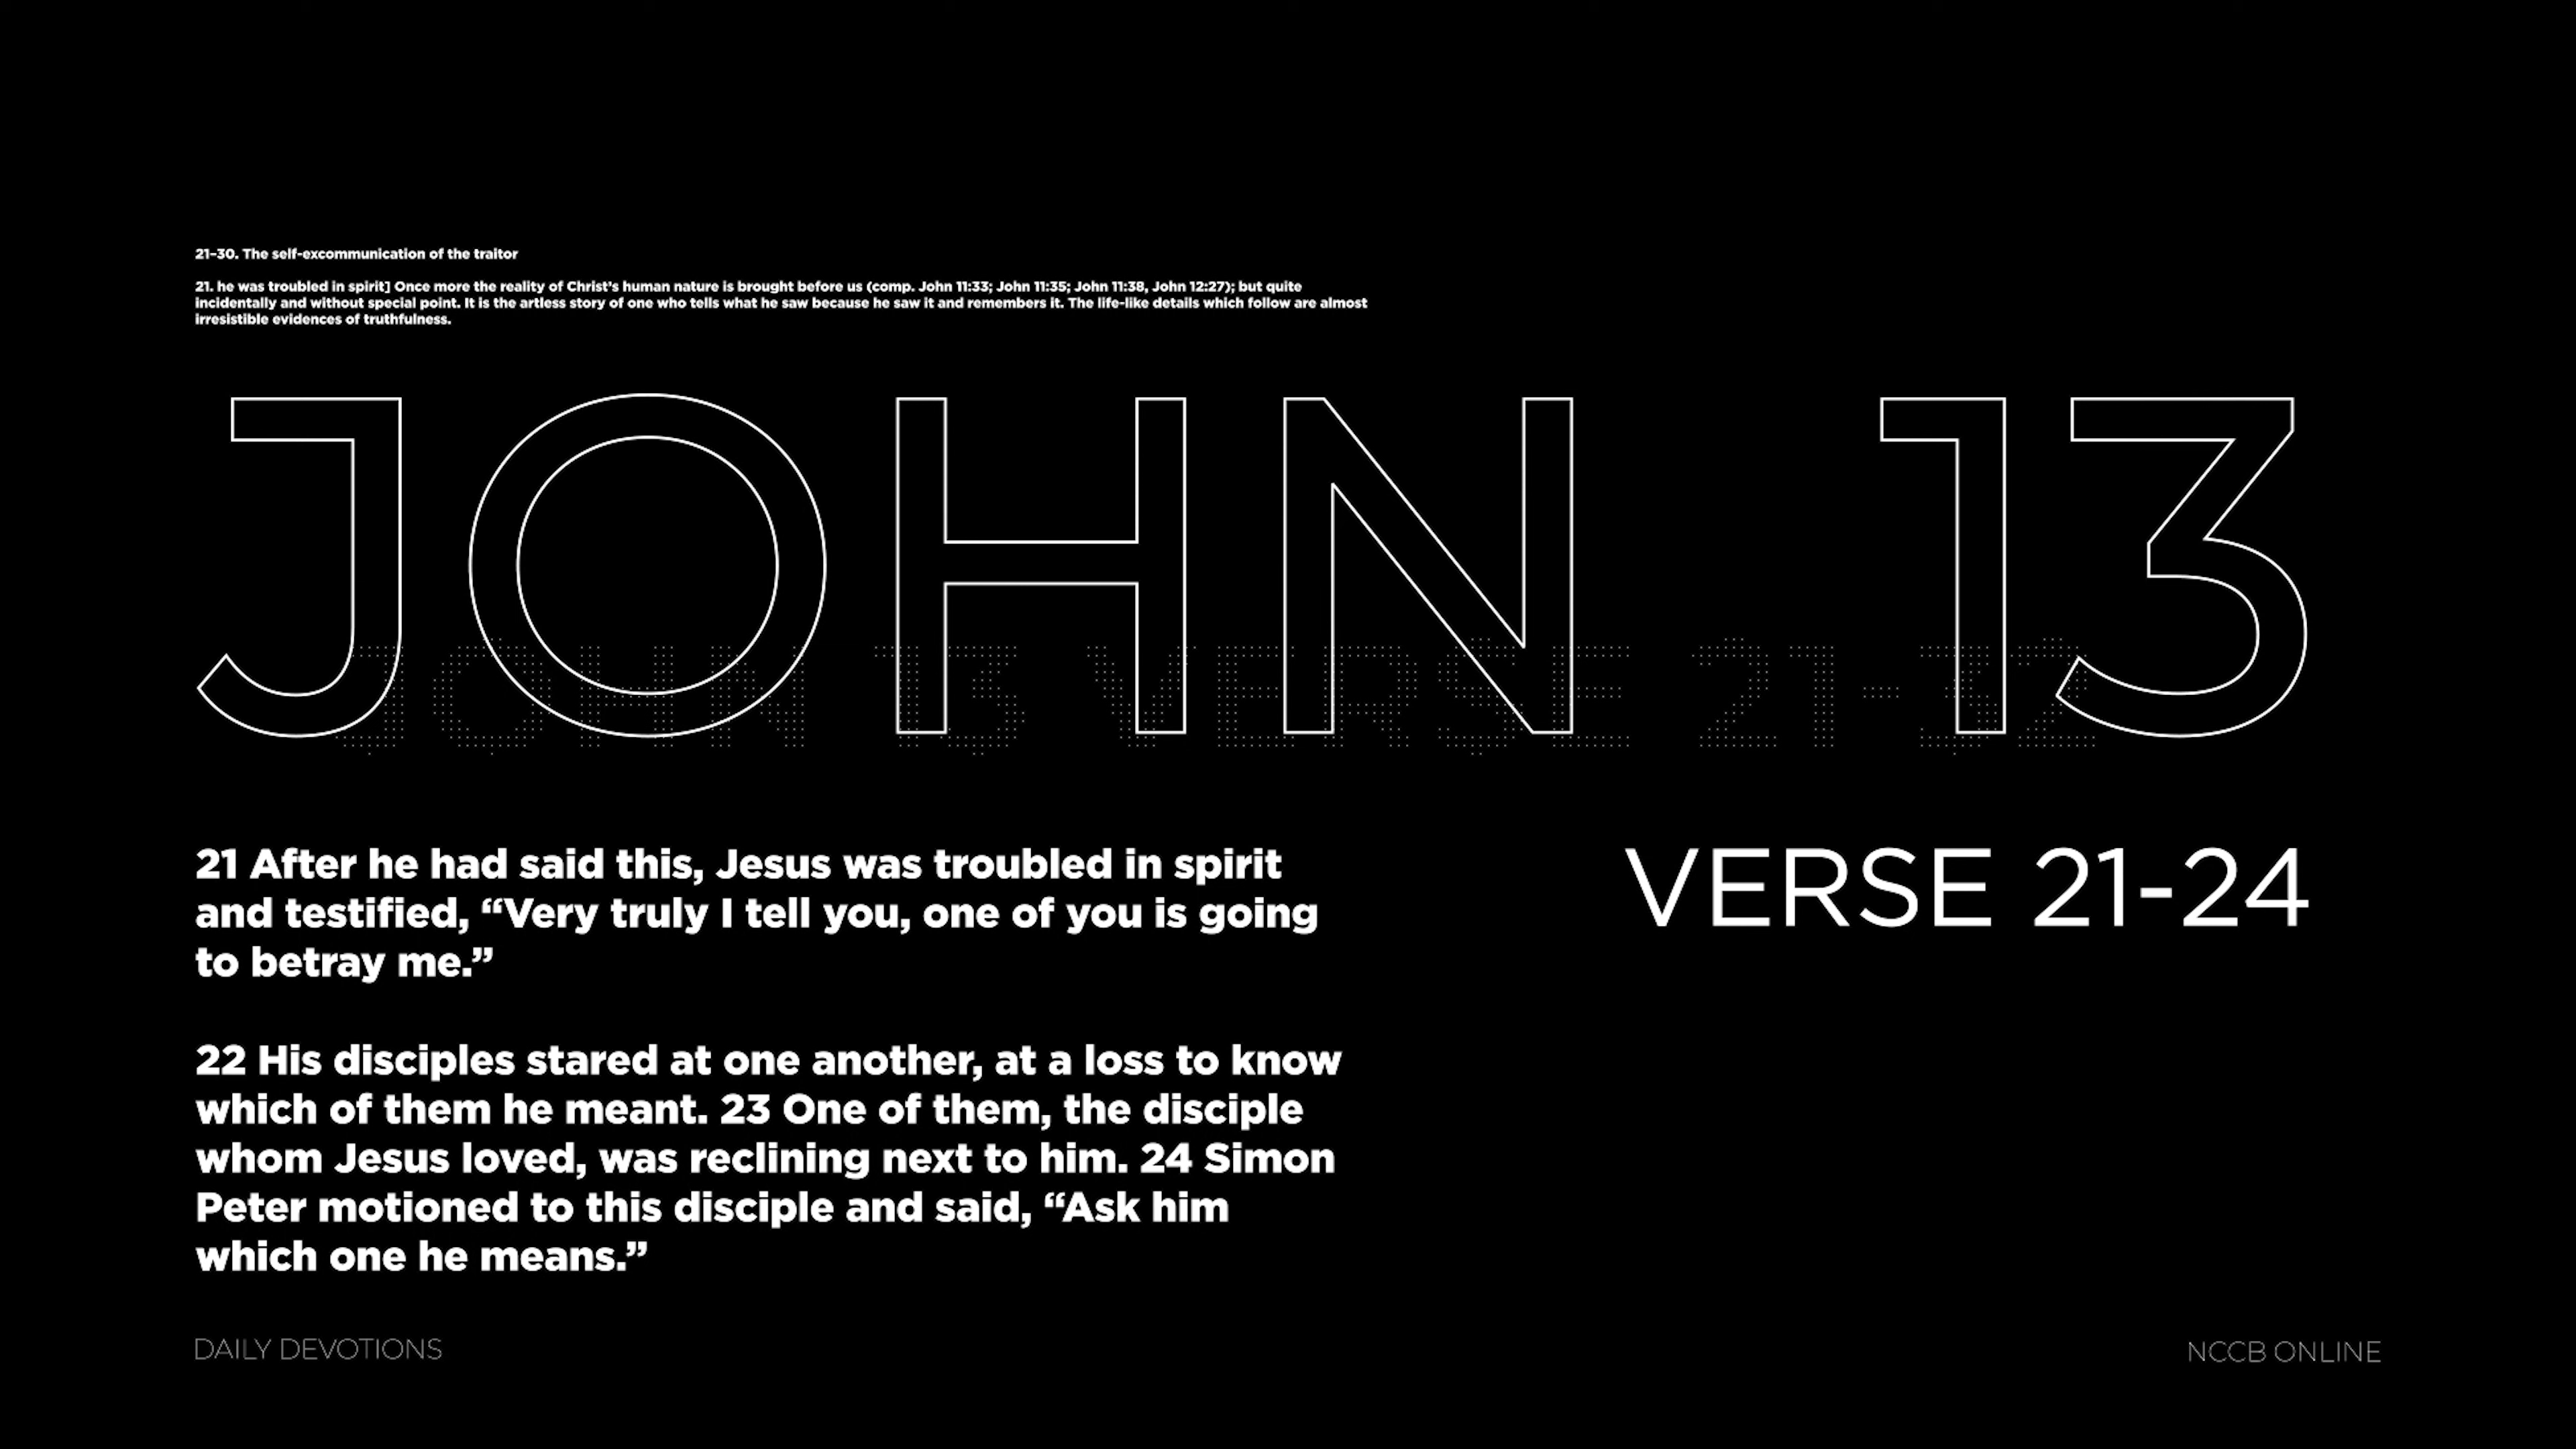 21-30. The self-excommunication of the traitor
21. he was troubled in spirit] Once more the reality of Christ's human nature is brought before us (comp. John 11:33; John 11:35; John 11:38, John 12:27); but quite
incidentally and without special point. It is the artless story of one who tells what he saw because he saw it and remembers it. The life-like details which follow are almost
irresistible evidences of truthfulness.
JOHN 13
JOHN 13 VERSE 21-32
21 After he had said this, Jesus was troubled in spirit
and testified, “Very truly I tell you, one of you is going
to betray me.”
VERSE 21-24
22 His disciples stared at one another, at a loss to know
which of them he meant. 23 One of them, the disciple
whom Jesus loved, was reclining next to him. 24 Simon
Peter motioned to this disciple and said, “Ask him
which one he means.”
DAILY DEVOTIONS
NCCB ONLINE